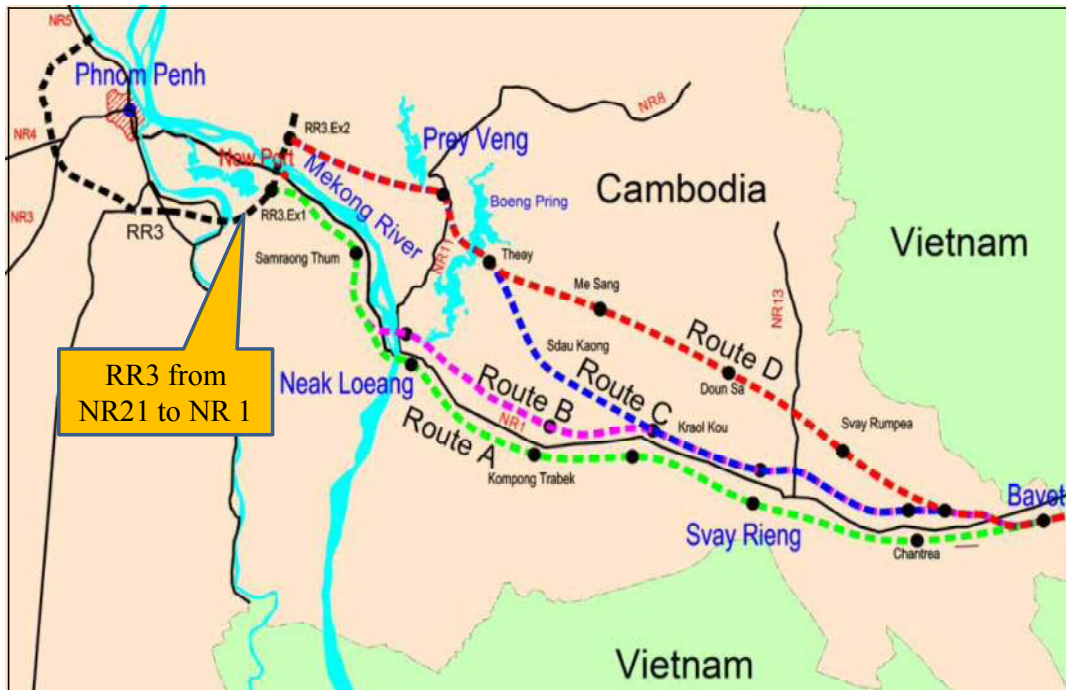 NR5
Phnom Penh
NR4
NR3
RR3
New Port
RR3.Ex2
RR3.Ex1
Mekong River
Prey Veng
NR8
Cambodia
Boeng Pring
Vietnam
NR11
Samraong Thum
Theay
Me Sang
NR13
Sdau Kaong
Route D
Doun Sa
RR3 from
NR21 to NR 1
Neak Loeang
Route B
Route C
NR1
Kraol Kou
Svay Rumpea
Route A
Kompong Trabek
Bavet
Svay Rieng
Chantrea
Vietnam